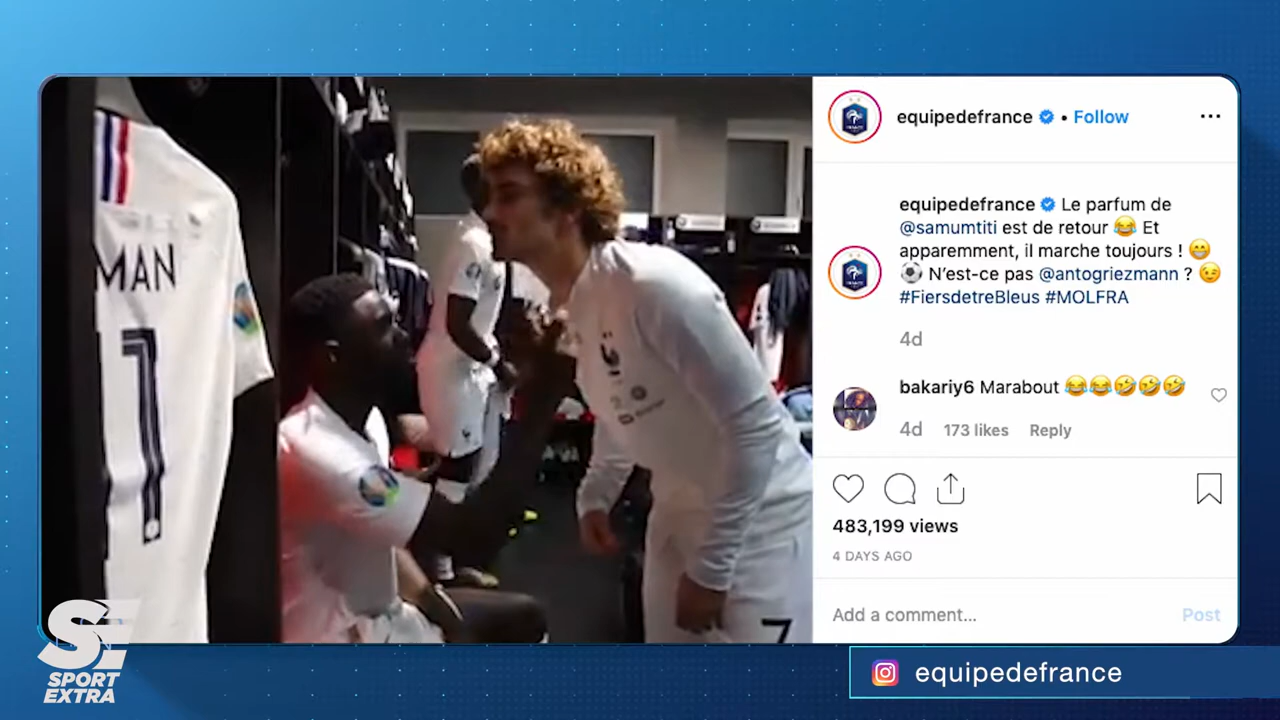 equipedefrance • Follow
equipedefrance Le parfum de
@samumtiti est de retour 😂 Et
apparemment, il marche toujours ! 😁
⚽ N'est-ce pas @antogriezmann ? 😉
#FiersdetreBleus #MOLFRA
4d
bakariy6 Marabout 😂😂🤣🤣🤣
4d 173 likes Reply
483,199 views
4 DAYS AGO
Add a comment... Post
MAN
1
7
SE
SPORT
EXTRA
equipedefrance